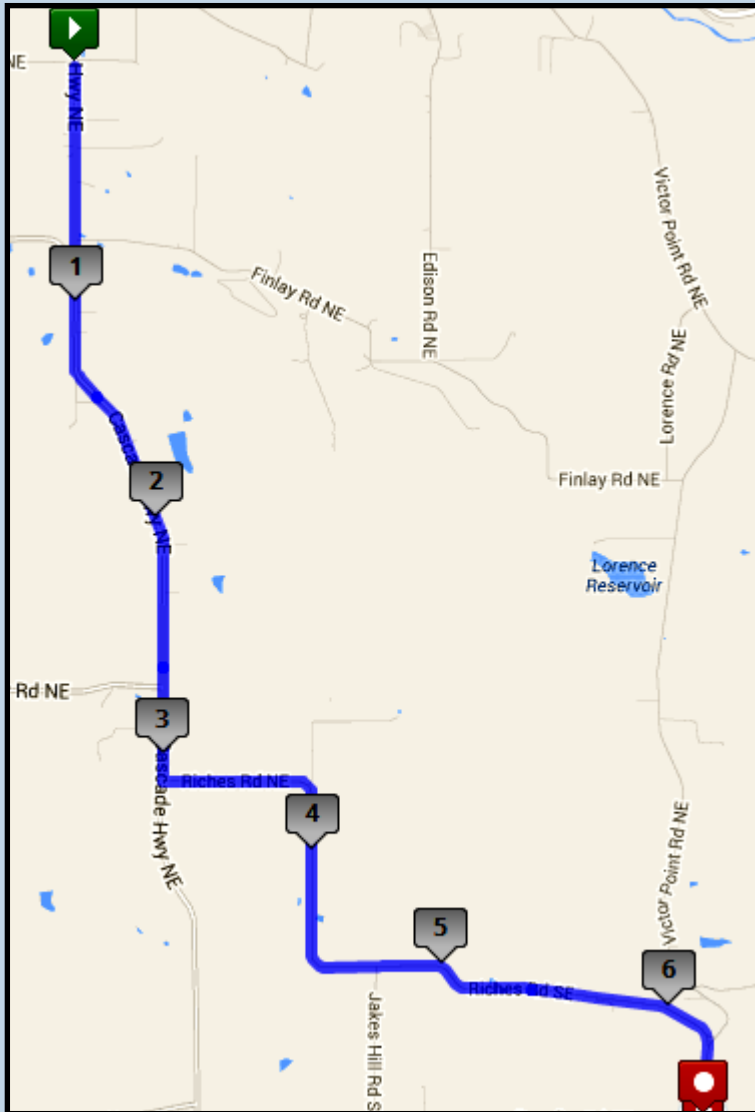 NE
Hwy NE
1
Victor Point Rd NE
Finlay Rd NE
Edison Rd NE
Lorence Rd NE
2
NE
Finlay Rd NE
Lorence
Reservoir
Rd NE
3
Riches Rd NE
ascade Hwy NE
4
Victor Point Rd NE
5
6
Riches Rd SE
Jakes Hill Rd S